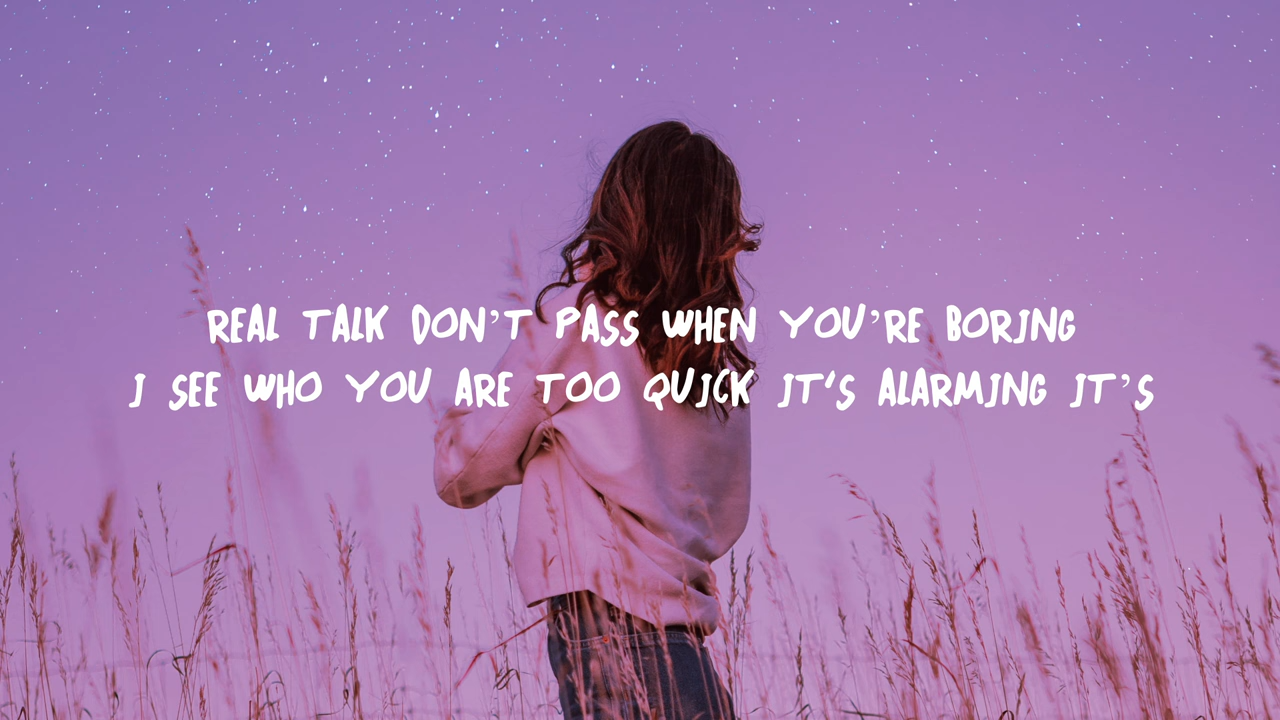 REAL TALK DON'T PASS WHEN YOU'RE BORING
I SEE WHO YOU ARE TOO QUICK IT'S ALARMING IT'S